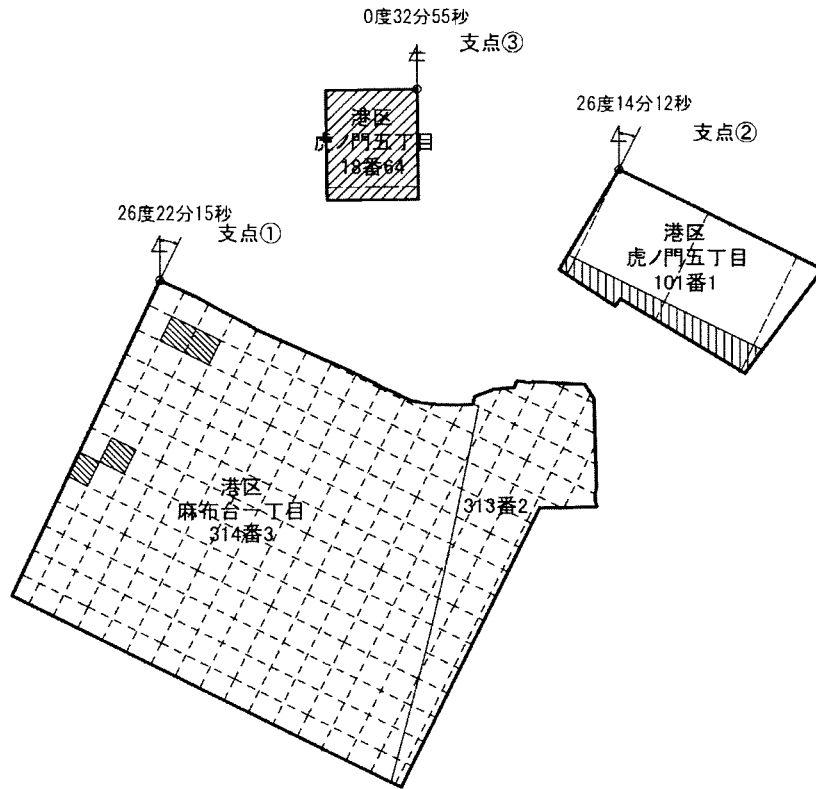 0度32分55秒
支点③
港区
虎ノ門五丁目
18番64
26度14分12秒
支点②
港区
虎ノ門五丁目
101番1
26度22分15秒
支点①
港区
麻布台一丁目
314番3
313番2